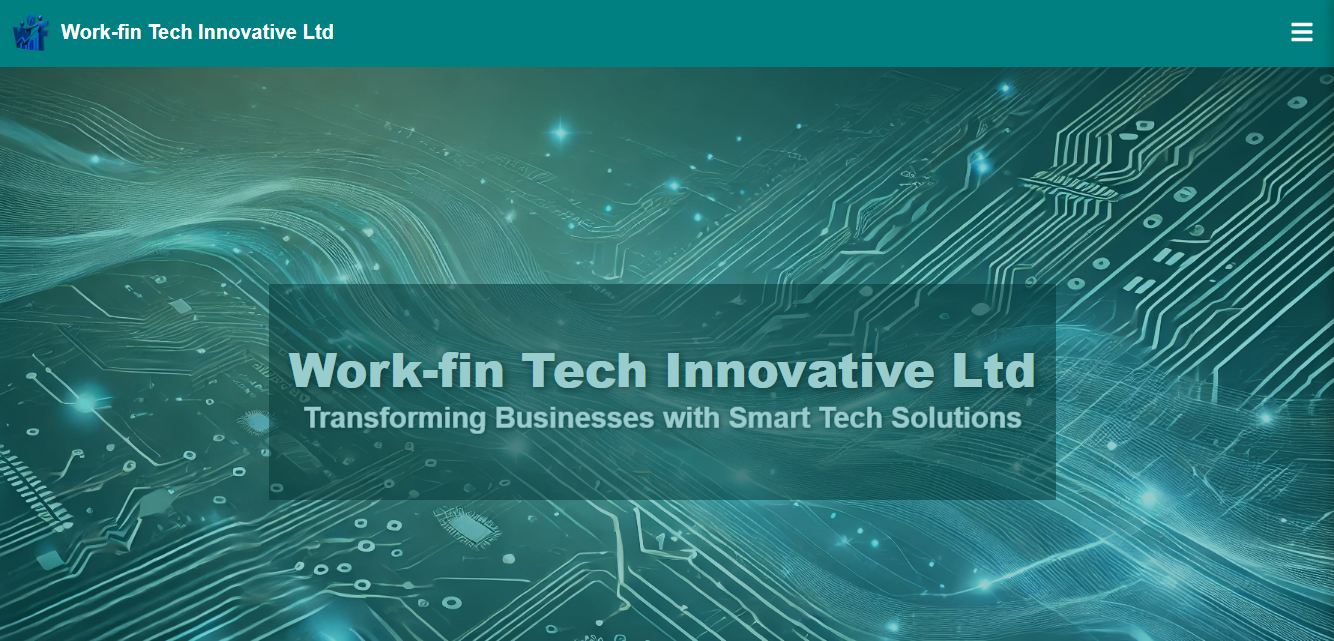 Work-fin Tech Innovative Ltd
Work-fin Tech Innovative Ltd
Transforming Businesses with Smart Tech Solutions